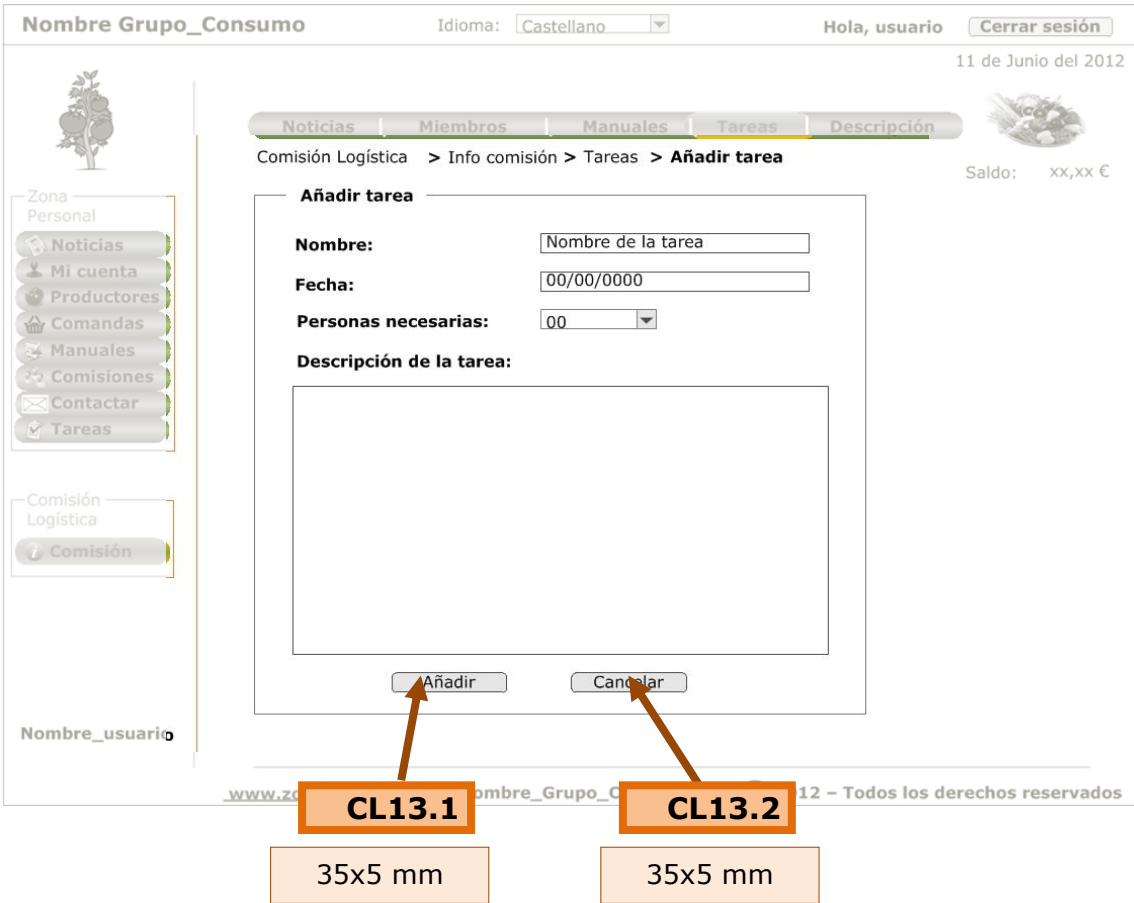 Nombre Grupo_Consumo Idioma: Castellano Hola, usuario Cerrar sesión
11 de Junio del 2012
Noticias Miembros Manuales Tareas Descripción
Comisión Logística > Info comisión > Tareas > Añadir tarea
Saldo: xx,xx €
Zona
Personal
Noticias
Mi cuenta
Productores
Comandas
Manuales
Comisiones
Contactar
Tareas
Comisión
Logística
Comisión
Nombre_usuario
Añadir tarea
Nombre: Nombre de la tarea
Fecha: 00/00/0000
Personas necesarias: 00
Descripción de la tarea:
Añadir Cancelar
12 – Todos los derechos reservados
CL13.1 CL13.2
35x5 mm 35x5 mm